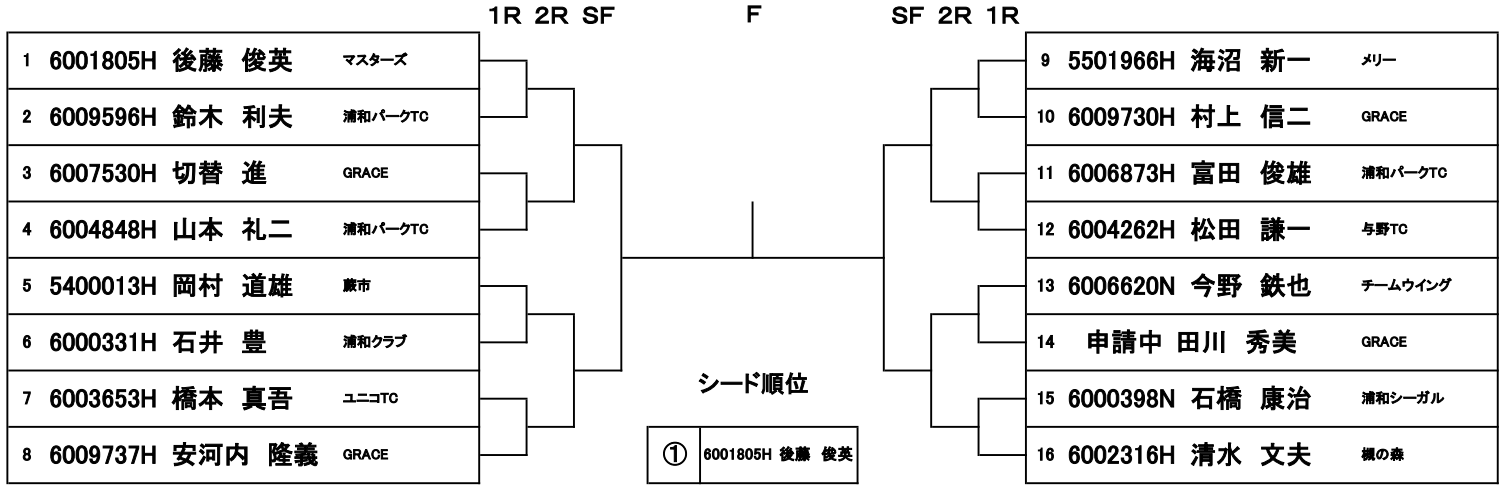 1R 2R SF F SF 2R 1R
1 6001805H 後藤 俊英 マスターズ
2 6009596H 鈴木 利夫 浦和パークTC
3 6007530H 切替 進 GRACE
4 6004848H 山本 礼二 浦和パークTC
5 5400013H 岡村 道雄 蕨市
6 6000331H 石井 豊 浦和クラブ
7 6003653H 橋本 真吾 ユニコTC
8 6009737H 安河内 隆義 GRACE
9 5501966H 海沼 新一 メリー
10 6009730H 村上 信二 GRACE
11 6006873H 富田 俊雄 浦和パークTC
12 6004262H 松田 謙一 与野TC
13 6006620N 今野 鉄也 チームウイング
14 申請中 田川 秀美 GRACE
15 6000398N 石橋 康治 浦和シーガル
16 6002316H 清水 文夫 槻の森
シード順位
① 6001805H 後藤 俊英